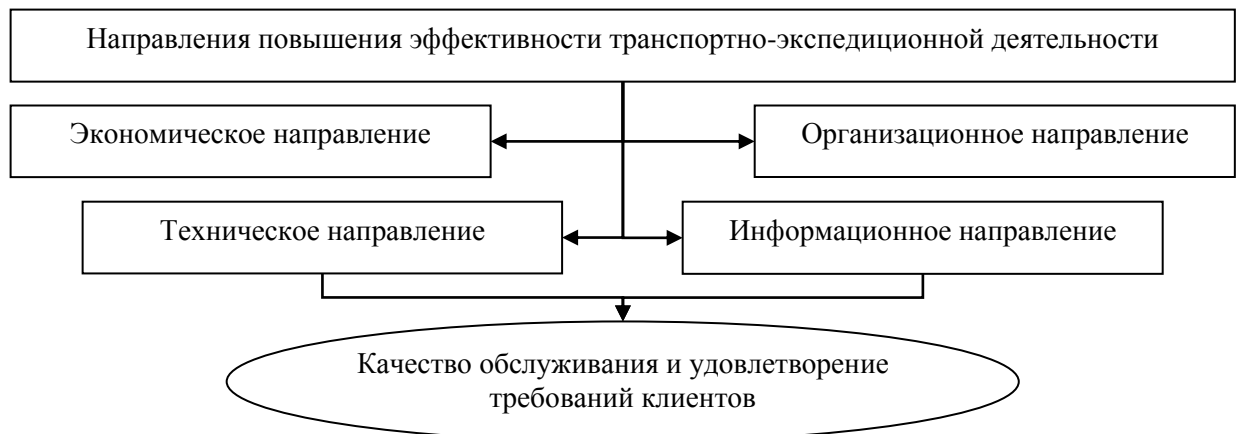 Направления повышения эффективности транспортно-экспедиционной деятельности
Экономическое направление
Организационное направление
Техническое направление
Информационное направление
Качество обслуживания и удовлетворение
требований клиентов